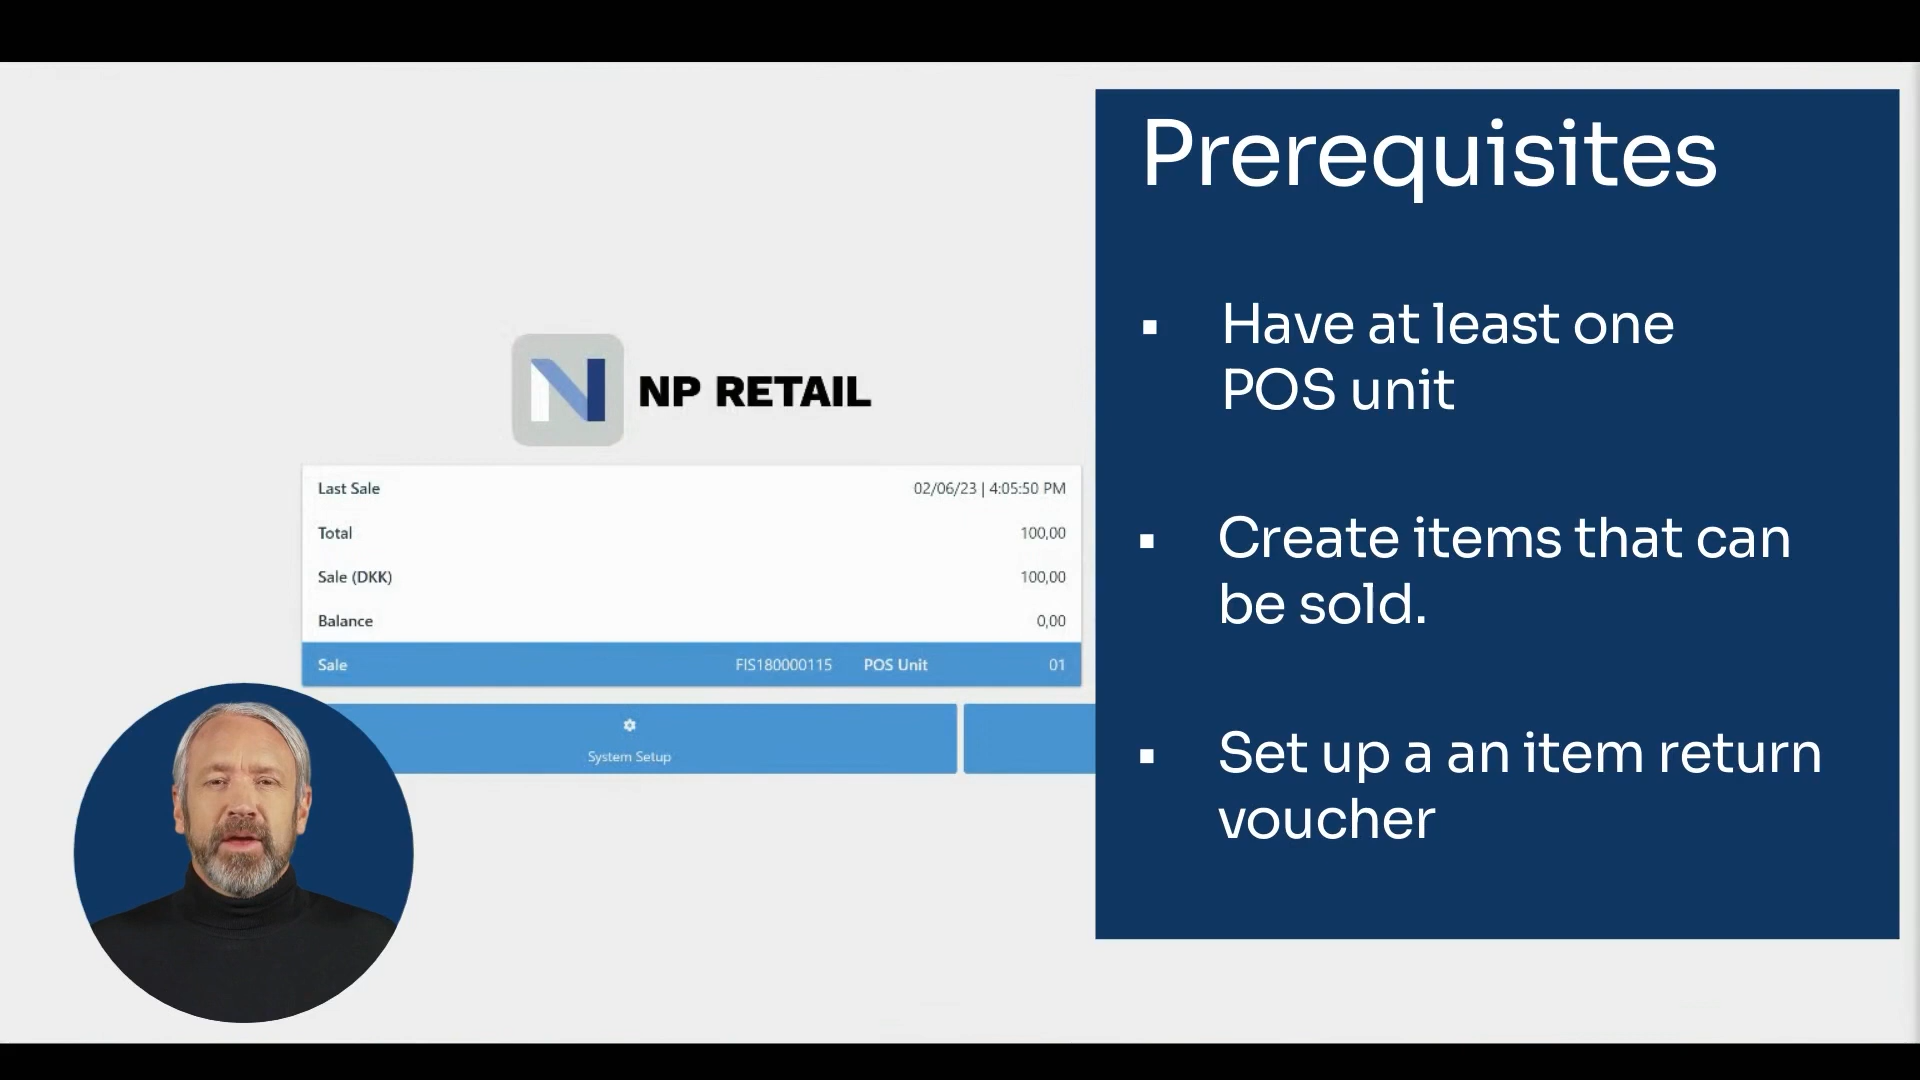 Prerequisites
▪ Have at least one
POS unit
▪ Create items that can
be sold.
▪ Set up a an item return
voucher
NP RETAIL
Last Sale 02/06/23 | 4:05:50 PM
Total 100,00
Sale (DKK) 100,00
Balance 0,00
Sale FIS180000115 POS Unit 01
System Setup